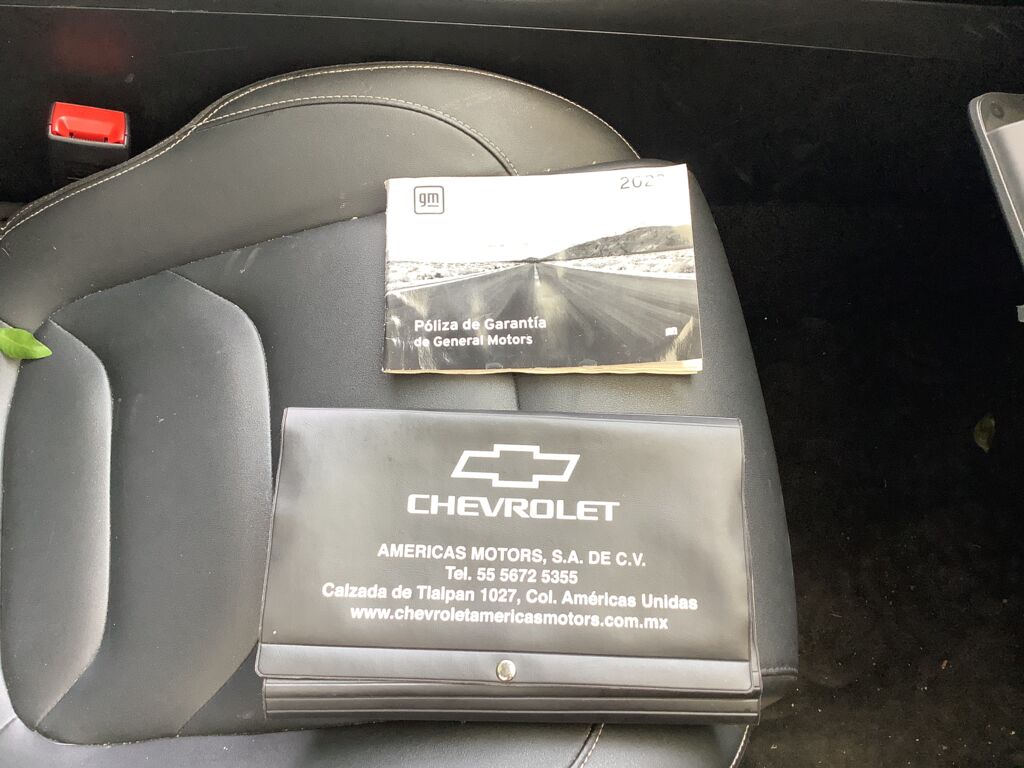 gm
Póliza de Garantía
de General Motors
CHEVROLET
AMERICAS MOTORS, S.A. DE C.V.
Tel. 55 5672 5355
Calzada de Tlalpan 1027, Col. Américas Unidas
www.chevroletamericasmotors.com.mx